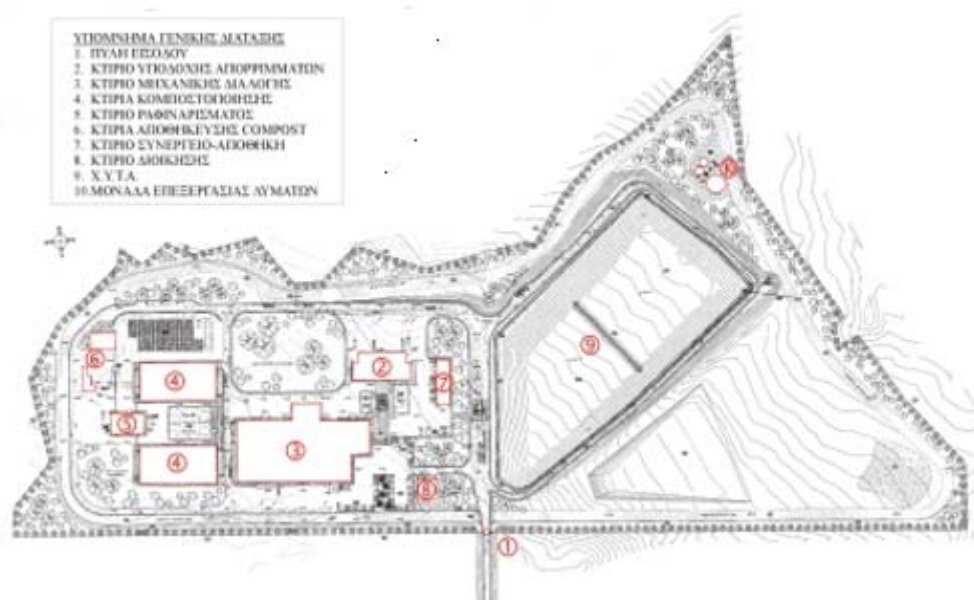 ΥΠΟΜΝΗΜΑ ΓΕΝΙΚΗΣ ΔΙΑΤΑΞΗΣ
1. ΠΥΛΗ ΕΙΣΟΔΟΥ
2. ΚΤΙΡΙΟ ΥΠΟΔΟΧΗΣ ΑΠΟΡΡΙΜΜΑΤΩΝ
3. ΚΤΙΡΙΟ ΜΗΧΑΝΙΚΗΣ ΔΙΑΛΟΓΗΣ
4. ΚΤΙΡΙΑ ΚΟΜΠΟΣΤΟΠΟΙΗΣΗΣ
5. ΚΤΙΡΙΟ ΡΑΦΙΝΑΡΙΣΜΑΤΟΣ
6. ΚΤΙΡΙΑ ΑΠΟΘΗΚΕΥΣΗΣ COMPOST
7. ΚΤΙΡΙΟ ΣΥΝΕΡΓΕΙΟ-ΑΠΟΘΗΚΗ
8. ΚΤΙΡΙΟ ΔΙΟΙΚΗΣΗΣ
9. Χ.Υ.Τ.Α.
10.ΜΟΝΑΔΑ ΕΠΕΞΕΡΓΑΣΙΑΣ ΛΥΜΑΤΩΝ
9
6
4
2
7
5
4
3
8
1